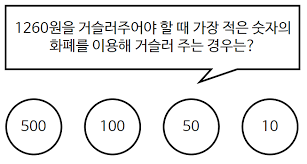 1260원을 거슬러주어야 할 때 가장 적은 숫자의
화폐를 이용해 거슬러 주는 경우는?
500 100 50 10